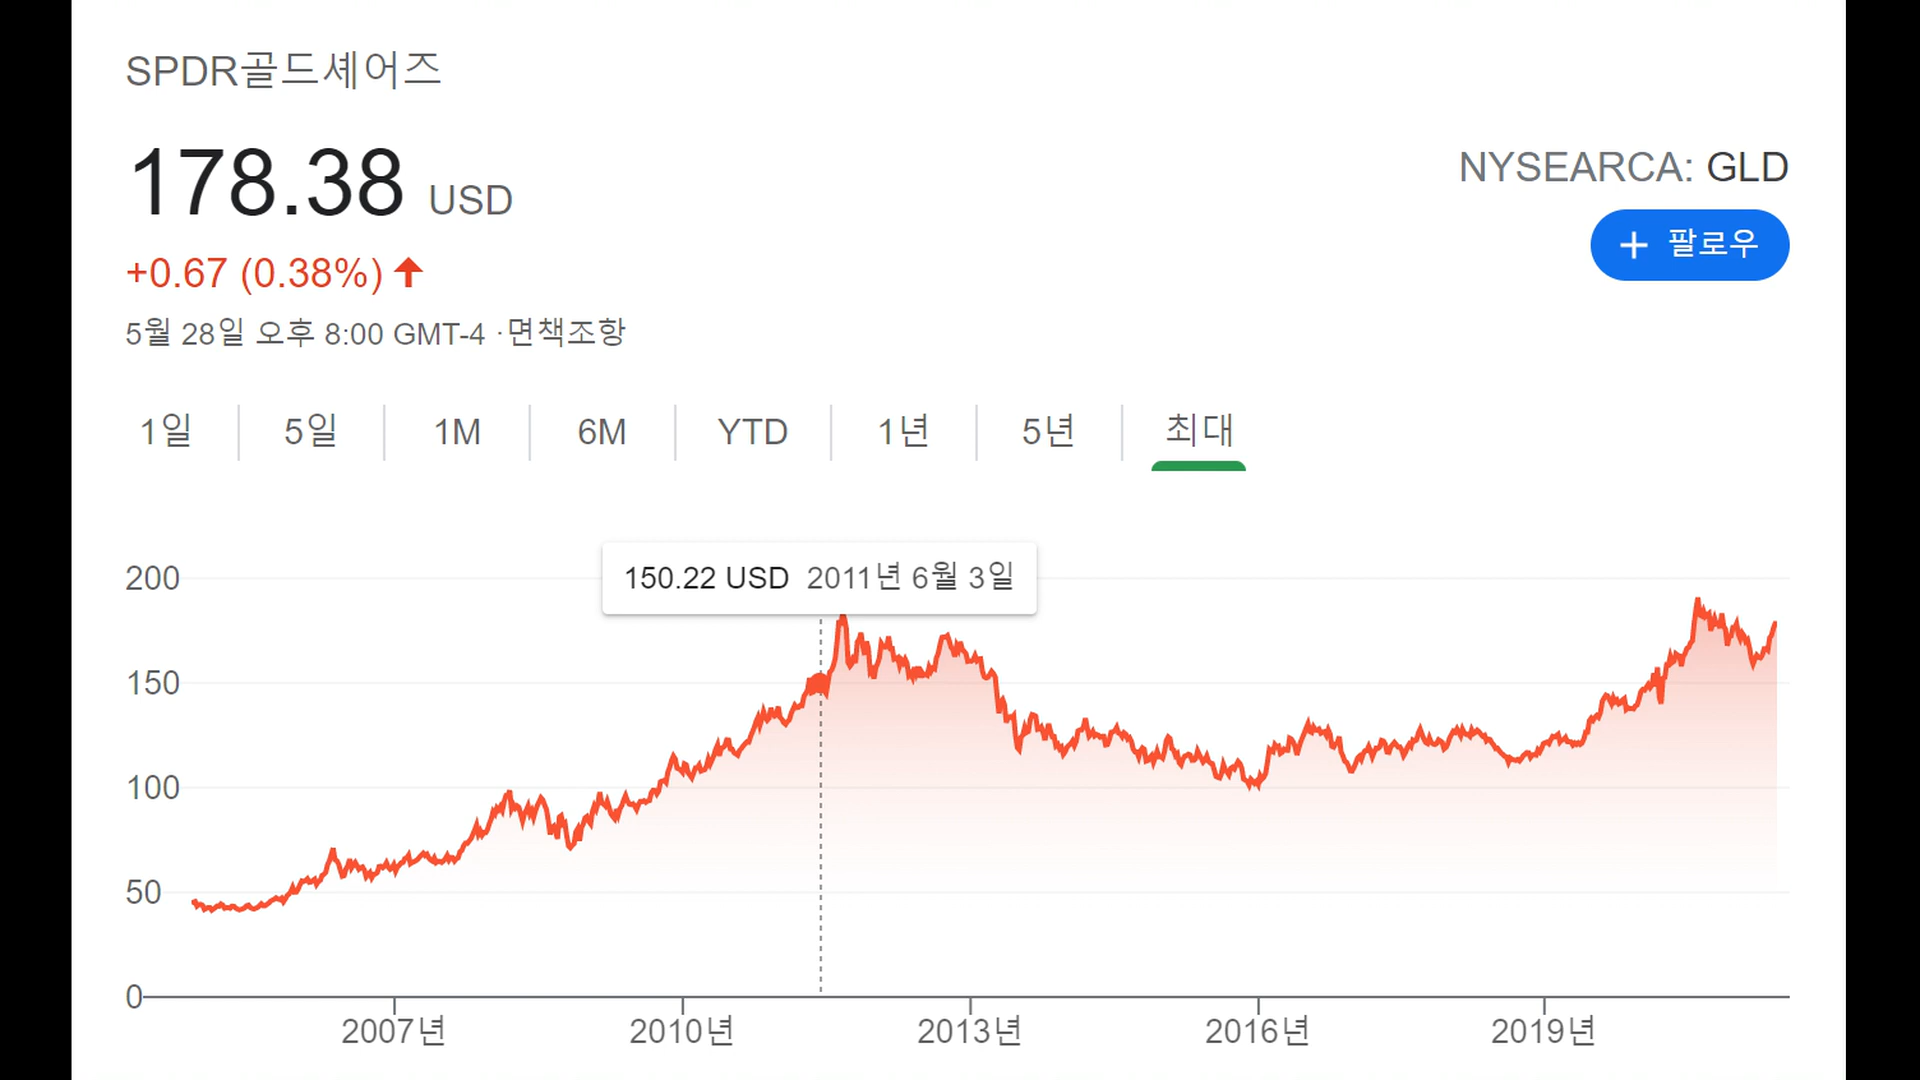 SPDR골드셰어즈
178.38 USD
NYSEARCA: GLD
+ 팔로우
+0.67 (0.38%)
5월 28일 오후 8:00 GMT-4 ·면책조항
1일 5일 1M 6M YTD 1년 5년 최대
150.22 USD 2011년 6월 3일
200
150
100
50
0
2007년 2010년 2013년 2016년 2019년